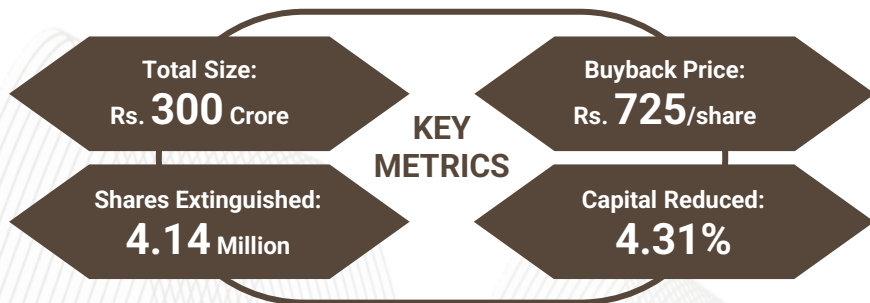 Total Size:
Rs. 300 Crore
Buyback Price:
Rs. 725/share
KEY
METRICS
Shares Extinguished:
4.14 Million
Capital Reduced:
4.31%